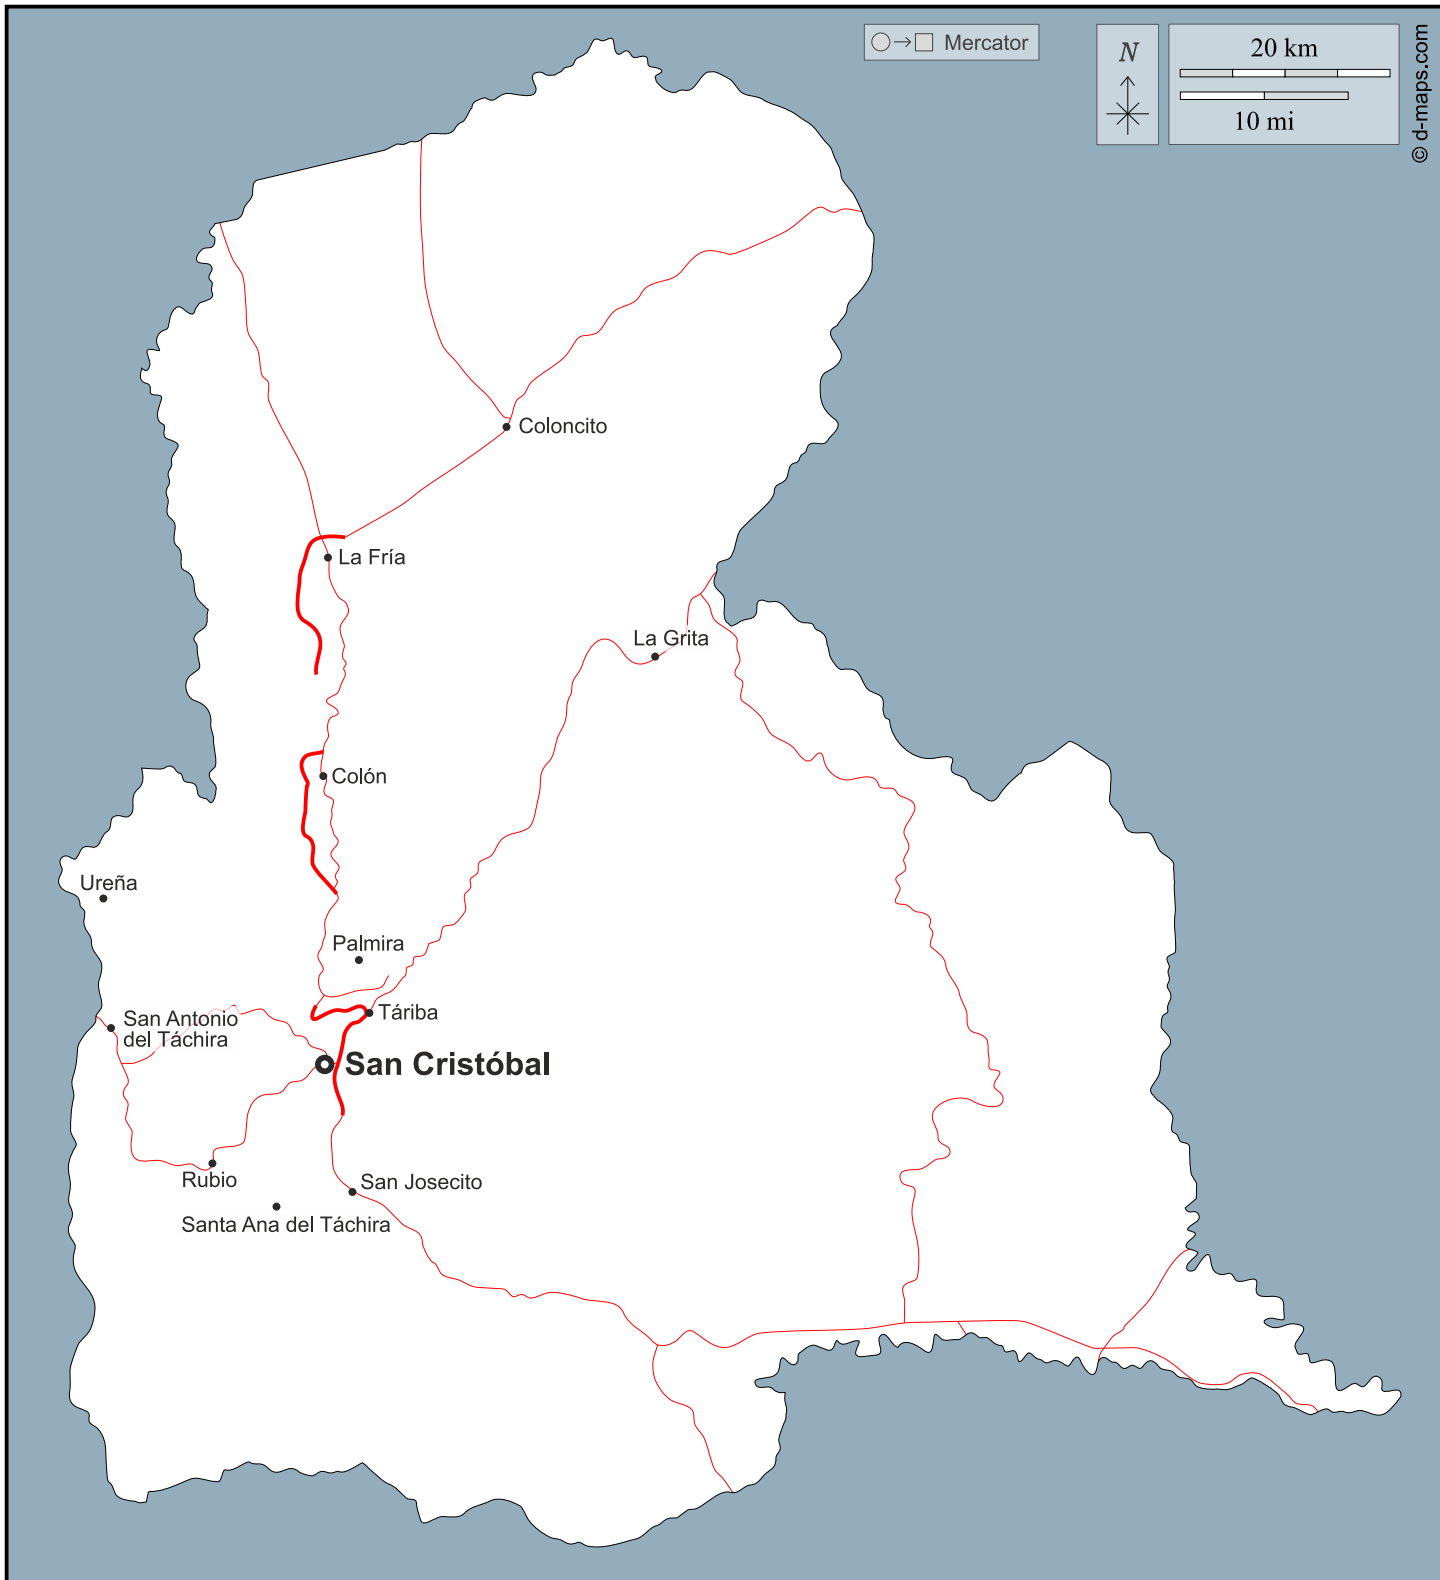 Mercator
N
20 km
10 mi
© d-maps.com
Coloncito
La Fría
La Grita
Colón
Ureña
Palmira
San Antonio
del Táchira
Táriba
San Cristóbal
Rubio
San Josecito
Santa Ana del Táchira